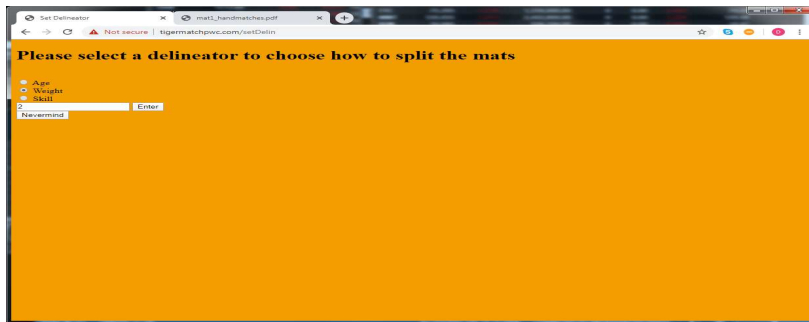 Set Delineator
mat1_handmatches.pdf
Not secure | tigermatchpwc.com/setDelin
Please select a delineator to choose how to split the mats
Age
Weight
Skill
2 Enter
Nevermind